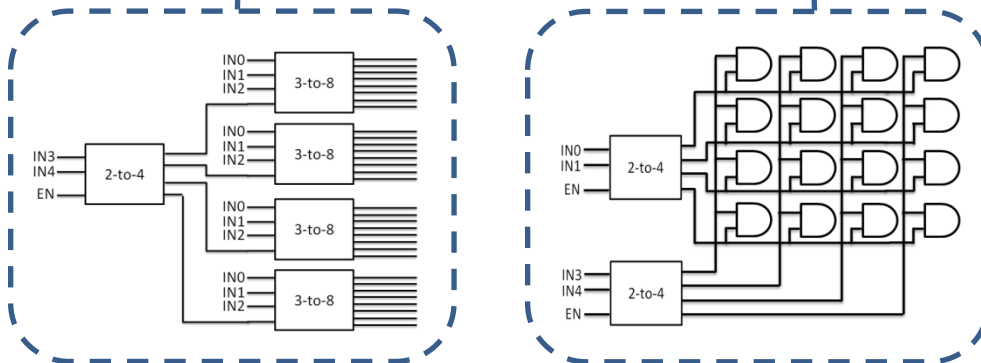 IN0
IN1
IN2
3-to-8
IN0
IN1
IN2
3-to-8
IN3
IN4
EN
2-to-4
IN0
IN1
IN2
3-to-8
IN0
IN1
IN2
3-to-8
IN0
IN1
EN
2-to-4
IN3
IN4
EN
2-to-4